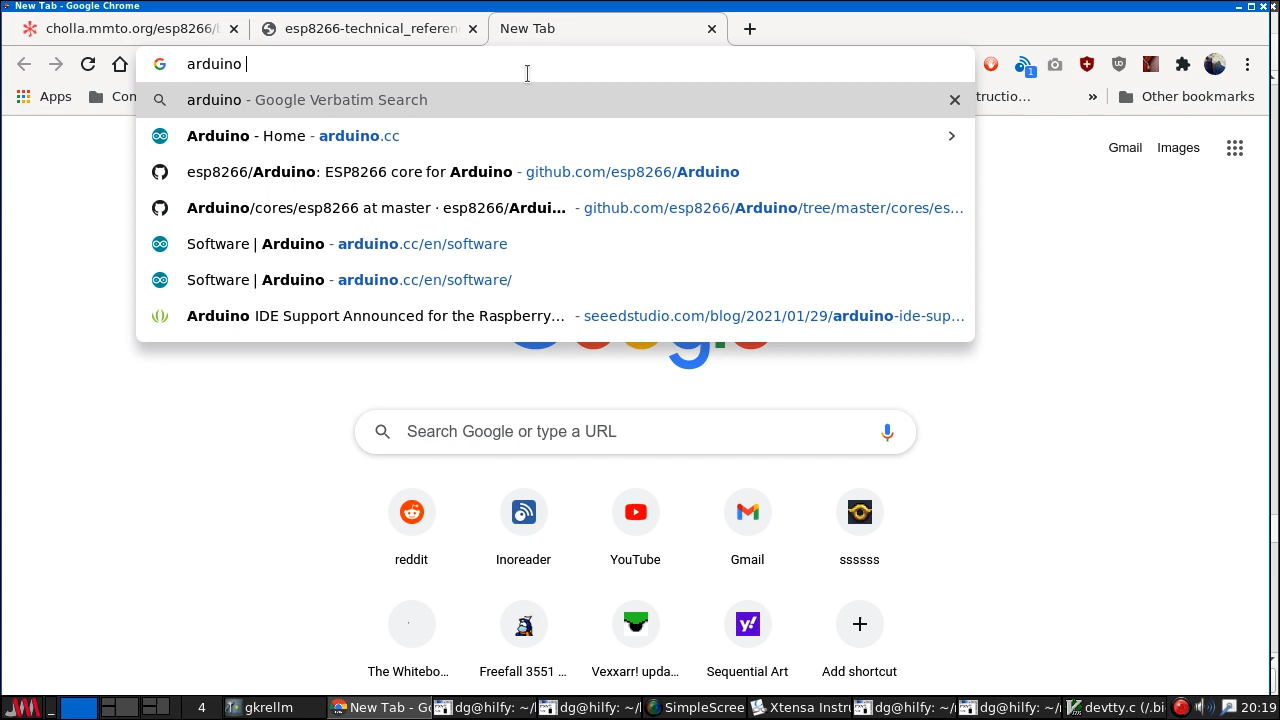 New Tab - Google Chrome
cholla.mmto.org/esp8266/
esp8266-technical_referen
New Tab
arduino
1
arduino - Google Verbatim Search
Arduino - Home - arduino.cc
esp8266/Arduino: ESP8266 core for Arduino - github.com/esp8266/Arduino
Arduino/cores/esp8266 at master · esp8266/Ardui... - github.com/esp8266/Arduino/tree/master/cores/es...
Software | Arduino - arduino.cc/en/software
Software | Arduino - arduino.cc/en/software/
Arduino IDE Support Announced for the Raspberry... - seeedstudio.com/blog/2021/01/29/arduino-ide-sup...
Apps
Con
tructio...
»
Other bookmarks
Gmail Images
Search Google or type a URL
reddit Inoreader YouTube Gmail ssssss
The Whitebo... Freefall 3551 ... Vexxarr! upda... Sequential Art Add shortcut
4 gkrellm New Tab - Go dg@hilfy: ~/ dg@hilfy: ~/ SimpleScree Xtensa Instru dg@hilfy: ~/ dg@hilfy: ~/ devtty.c (/.bi 20:19